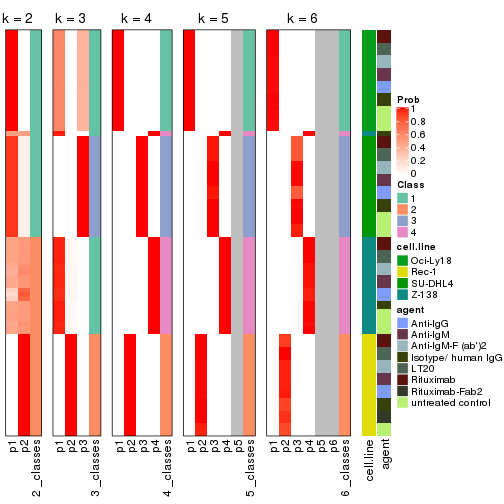 k = 2 k = 3 k = 4 k = 5 k = 6
Prob
1
0.8
0.6
0.4
0.2
0
Class
1
2
3
4
cell.line
Oci-Ly18
Rec-1
SU-DHL4
Z-138
agent
Anti-IgG
Anti-IgM
Anti-IgM-F (ab')2
Isotype/ human IgG
LT20
Rituximab
Rituximab-Fab2
untreated control
p1 p2 2_classes p1 p2 p3 3_classes p1 p2 p3 p4 4_classes p1 p2 p3 p4 p5 5_classes p1 p2 p3 p4 p5 p6 6_classes cell.line agent